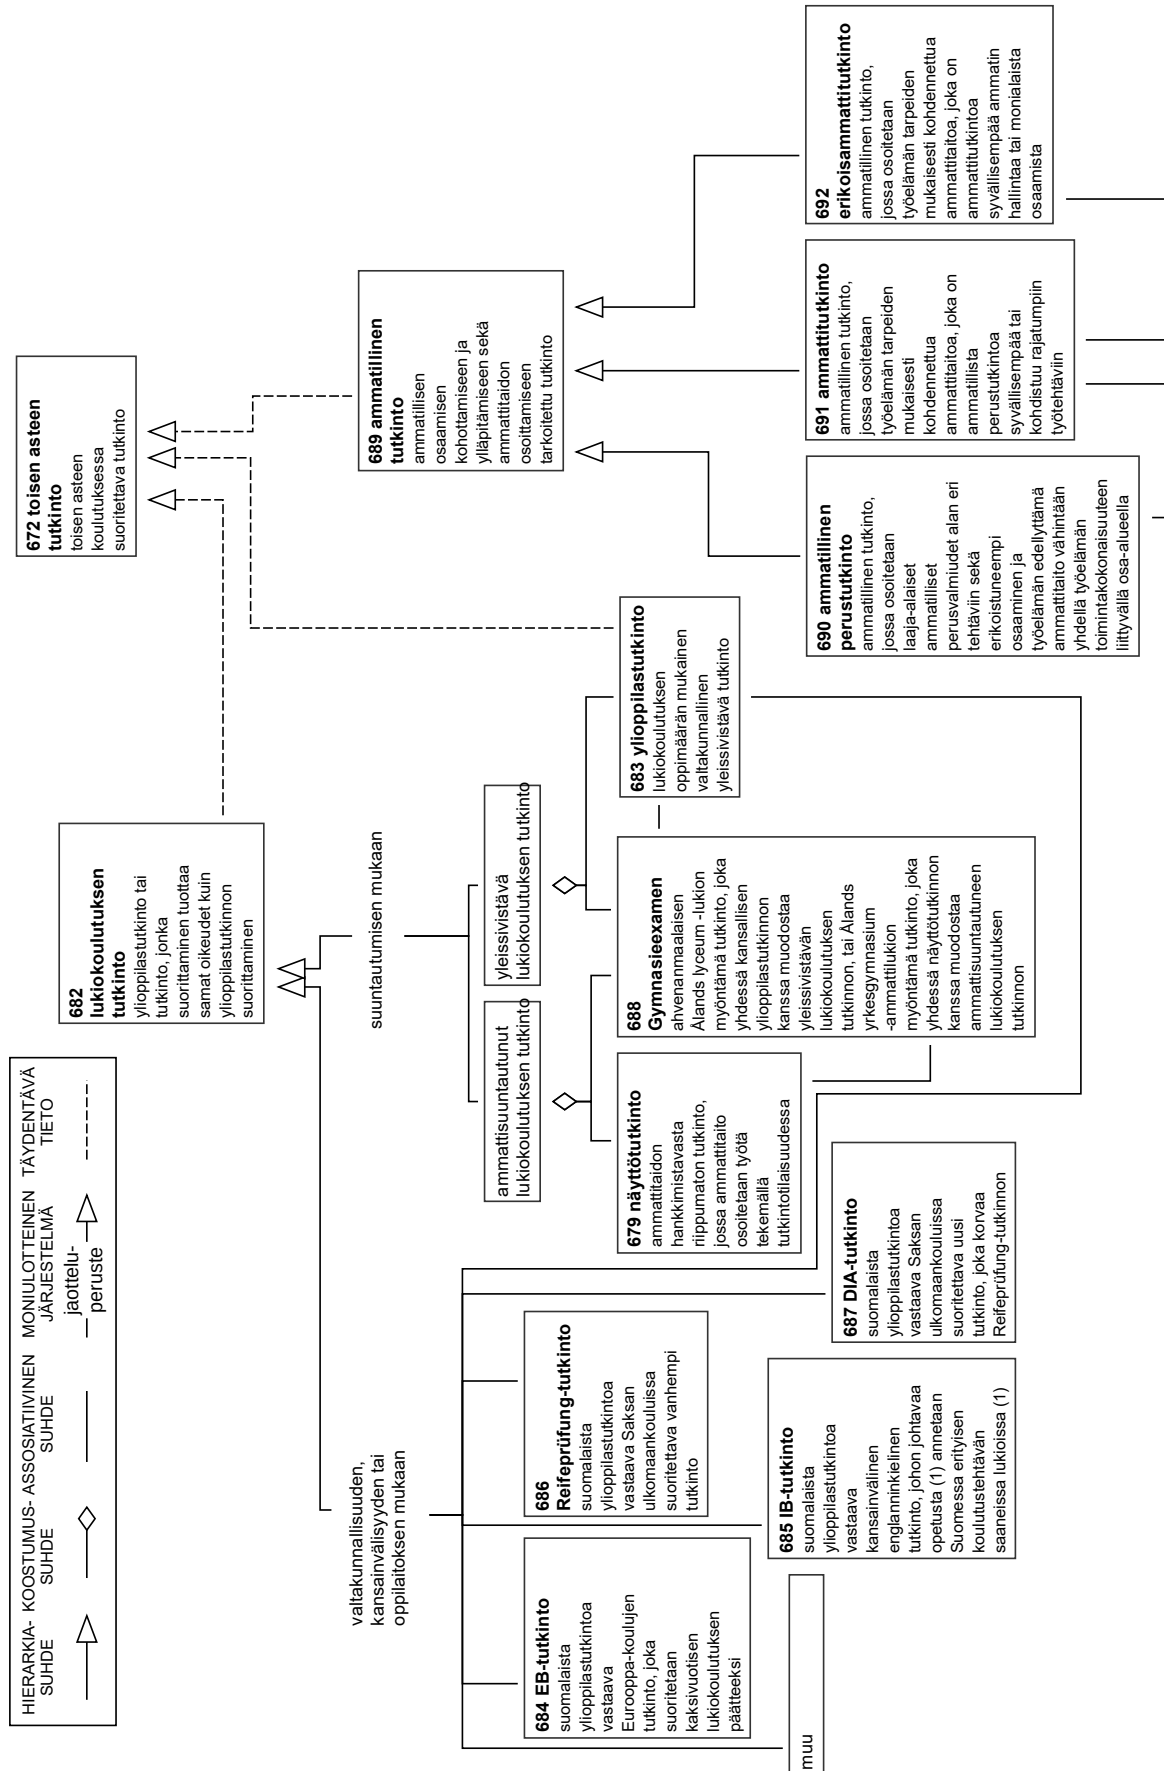 HIERARKIA-
SUHDE
KOOSTUMUS-
SUHDE
ASSOSIATIIVINEN
SUHDE
MONIULOTTEINEN
JÄRJESTELMÄ
jaottelu-
peruste
TÄYDENTÄVÄ
TIETO
672 toisen asteen
tutkinto
toisen asteen
koulutuksessa
suoritettava tutkinto
682
lukiokoulutuksen
tutkinto
ylioppilastutkinto tai
tutkinto, jonka
suorittaminen tuottaa
samat oikeudet kuin
ylioppilastutkinnon
suorittaminen
689 ammatillinen
tutkinto
ammatillisen
osaamisen
kohottamiseen ja
ylläpitämiseen sekä
ammattitaidon
osoittamiseen
tarkoitettu tutkinto
valtakunnallisuuden,
kansainvälisyyden tai
oppilaitoksen mukaan
suntautumisen mukaan
ammattisuuntautunut
lukiokoulutuksen tutkinto
yleissivistävä
lukiokoulutuksen tutkinto
684 EB-tutkinto
suomalaista
ylioppilastutkintoa
vastaava
Eurooppa-koulujen
tutkinto, joka
suoritetaan
kaksivuotisen
lukiokoulutuksen
päätteeksi
686
Reifeprüfung-tutkinto
suomalaista
ylioppilastutkintoa
vastaava Saksan
ulkomaankouluissa
suoritettava vanhempi
tutkinto
679 näyttötutkinto
ammattitaidon
hankkimistavasta
riippumaton tutkinto,
jossa ammattitaito
osoitetaan työtä
tekemällä
tutkintotilaisuudessa
688
Gymnasieexamen
ahvenanmaalaisen
Ålands lyceum -lukion
myöntämä tutkinto, joka
yhdessä kansallisen
ylioppilastutkinnon
kanssa muodostaa
yleissivistävän
lukiokoulutuksen
tutkinnon, tai Ålands
yrkesgymnasium
-ammattilukion
myöntämä tutkinto, joka
yhdessä näyttötutkinnon
kanssa muodostaa
ammattisuuntautuneen
lukiokoulutuksen
tutkinnon
683 ylioppilastutkinto
lukiokoulutuksen
oppimäärän mukainen
valtakunnallinen
yleissivistävä tutkinto
muu
685 IB-tutkinto
suomalaista
ylioppilastutkintoa
vastaava
kansainvälinen
englanninkielinen
tutkinto, johon johtavaa
opetusta (1) annetaan
Suomessa erityisen
koulutustehtävän
saaneissa lukioissa (1)
687 DIA-tutkinto
suomalaista
ylioppilastutkintoa
vastaava Saksan
ulkomaankouluissa
suoritettava uusi
tutkinto, joka korvaa
Reifeprüfung-tutkinnon
690 ammatillinen
perustutkinto
ammatillinen tutkinto,
jossa osoitetaan
laaja-alaiset
ammatilliset
perusvalmiudet alan eri
tehtäviin sekä
erikoistuneempi
osaaminen ja
työelämän edellyttämä
ammattitaito vähintään
yhdellä työelämän
toimintakokonaisuuteen
liittyvällä osa-alueella
691 ammattitutkinto
ammatillinen tutkinto,
jossa osoitetaan
työelämän tarpeiden
mukaisesti
kohdennettua
ammattitaitoa, joka on
ammatillista
perustutkintoa
syvällisempää tai
kohdistuu rajatumpiin
työtehtäviin
692
erikoisammattitutkinto
ammatillinen tutkinto,
jossa osoitetaan
työelämän tarpeiden
mukaisesti kohdennettua
ammattitaitoa, joka on
ammattitutkintoa
syvällisempää ammatin
hallintaa tai monialaista
osaamista